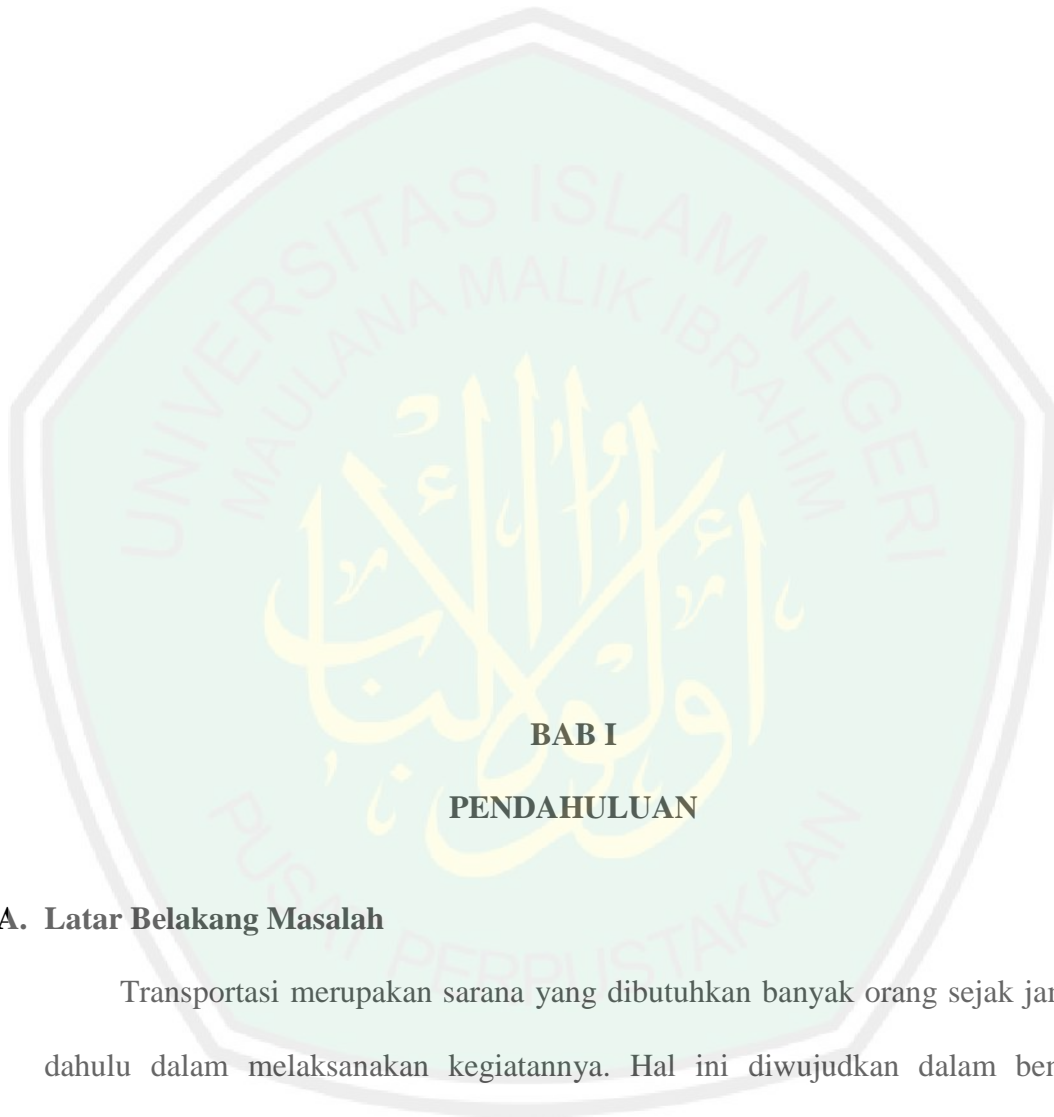 UNIVERSITAS ISLAM NEGERI
MAULANA MALIK IBRAHIM
PUSAT PERPUSTAKAAN
BAB I
PENDAHULUAN
A. Latar Belakang Masalah
Transportasi merupakan sarana yang dibutuhkan banyak orang sejak
dahulu dalam melaksanakan kegiatannya. Hal ini diwujudkan dalam